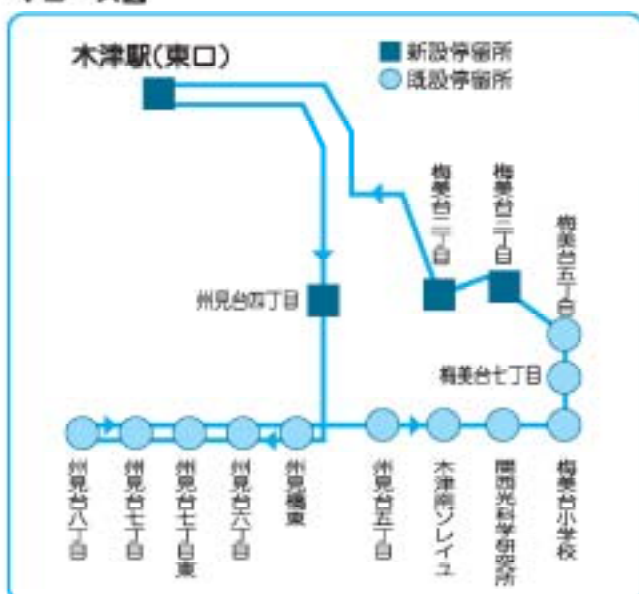 木津駅(東口)
新設停留所
既設停留所
梅美台二丁目
梅美台三丁目
梅美台五丁目
州見台四丁目
梅美台七丁目
州見台八丁目
州見台七丁目
州見台七丁目東
州見台六丁目
州見橋東
州見台五丁目
木津南ソレイユ
関西光科学研究所
梅美台小学校